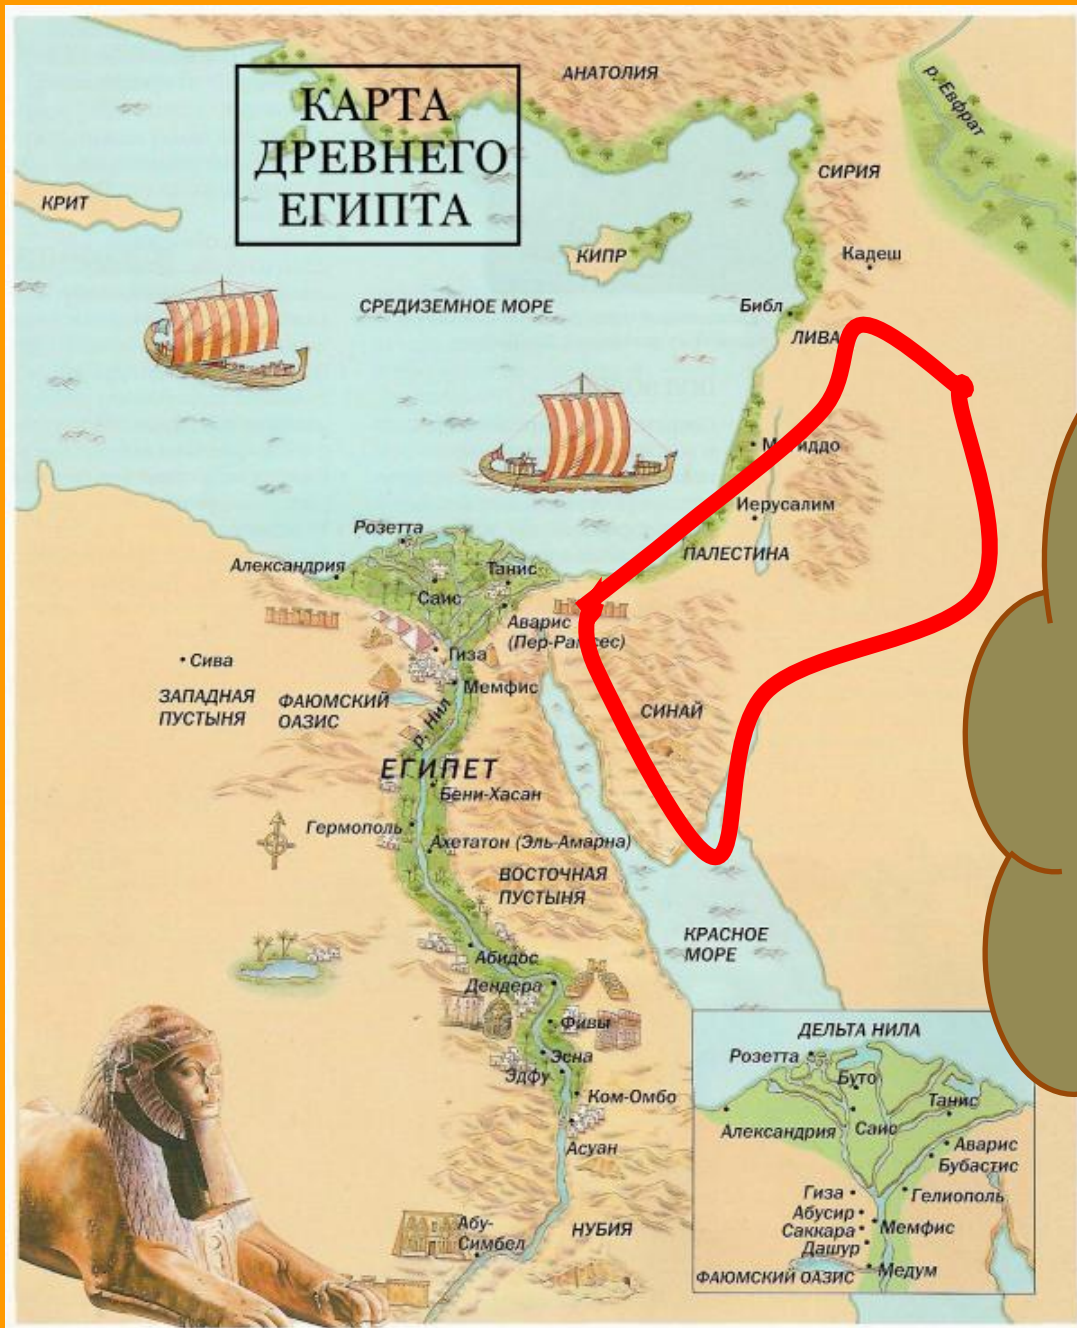 КАРТА
ДРЕВНЕГО
ЕГИПТА
АНАТОЛИЯ
р. Евфрат
СИРИЯ
КРИТ
КИПР
Кадеш
СРЕДИЗЕМНОЕ МОРЕ
Библ
ЛИВА
Иерусалим
Розетта
ПАЛЕСТИНА
Александрия
Танис
Саис
Аварис
Гиза
Сива
Мемфис
ЗАПАДНАЯ
ПУСТЫНЯ
ФАЮМСКИЙ
ОАЗИС
р. Нил
СИНАЙ
ЕГИПЕТ
Бени-Хасан
Гермополь
Ахетатон (Эль-Амарна)
ВОСТОЧНАЯ
ПУСТЫНЯ
КРАСНОЕ
МОРЕ
Абидос
Дендера
Фивы
Эсна
Эдфу
Ком-Омбо
Асуан
Абу-
Симбел
НУБИЯ
ДЕЛЬТА НИЛА
Розетта
Буто
Танис
Александрия
Саис
Аварис
Бубастис
Гиза
Гелиополь
Абусир
Саккара
Мемфис
Дашур
ФАЮМСКИЙ ОАЗИС
Медум